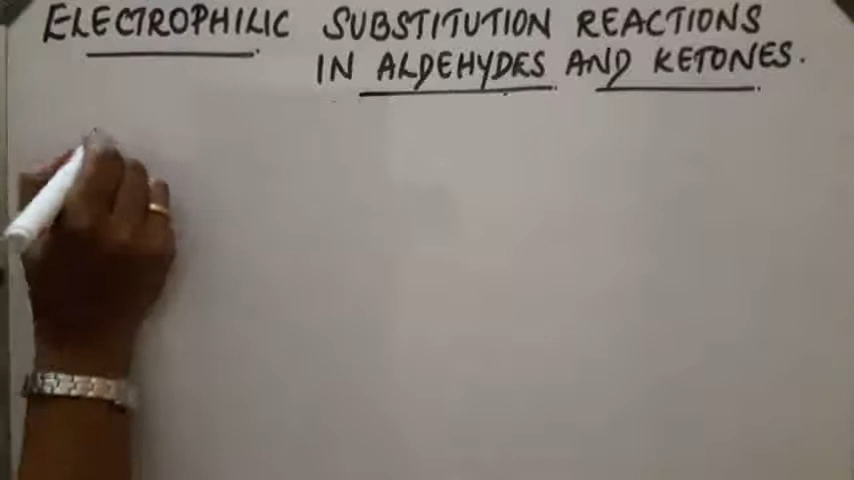 ELECTROPHILIC SUBSTITUTION REACTIONS
IN ALDEHYDES AND KETONES.